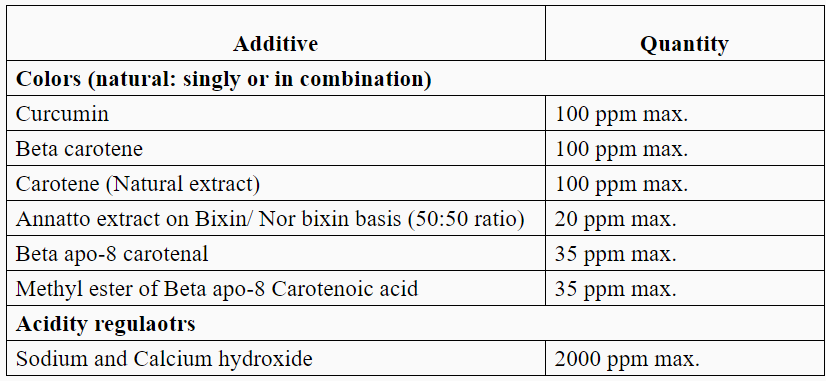 Additive Quantity
Colors (natural: singly or in combination)
Curcumin 100 ppm max.
Beta carotene 100 ppm max.
Carotene (Natural extract) 100 ppm max.
Annatto extract on Bixin/ Nor bixin basis (50:50 ratio) 20 ppm max.
Beta apo-8 carotenal 35 ppm max.
Methyl ester of Beta apo-8 Carotenoic acid 35 ppm max.
Acidity regulaotrs
Sodium and Calcium hydroxide 2000 ppm max.